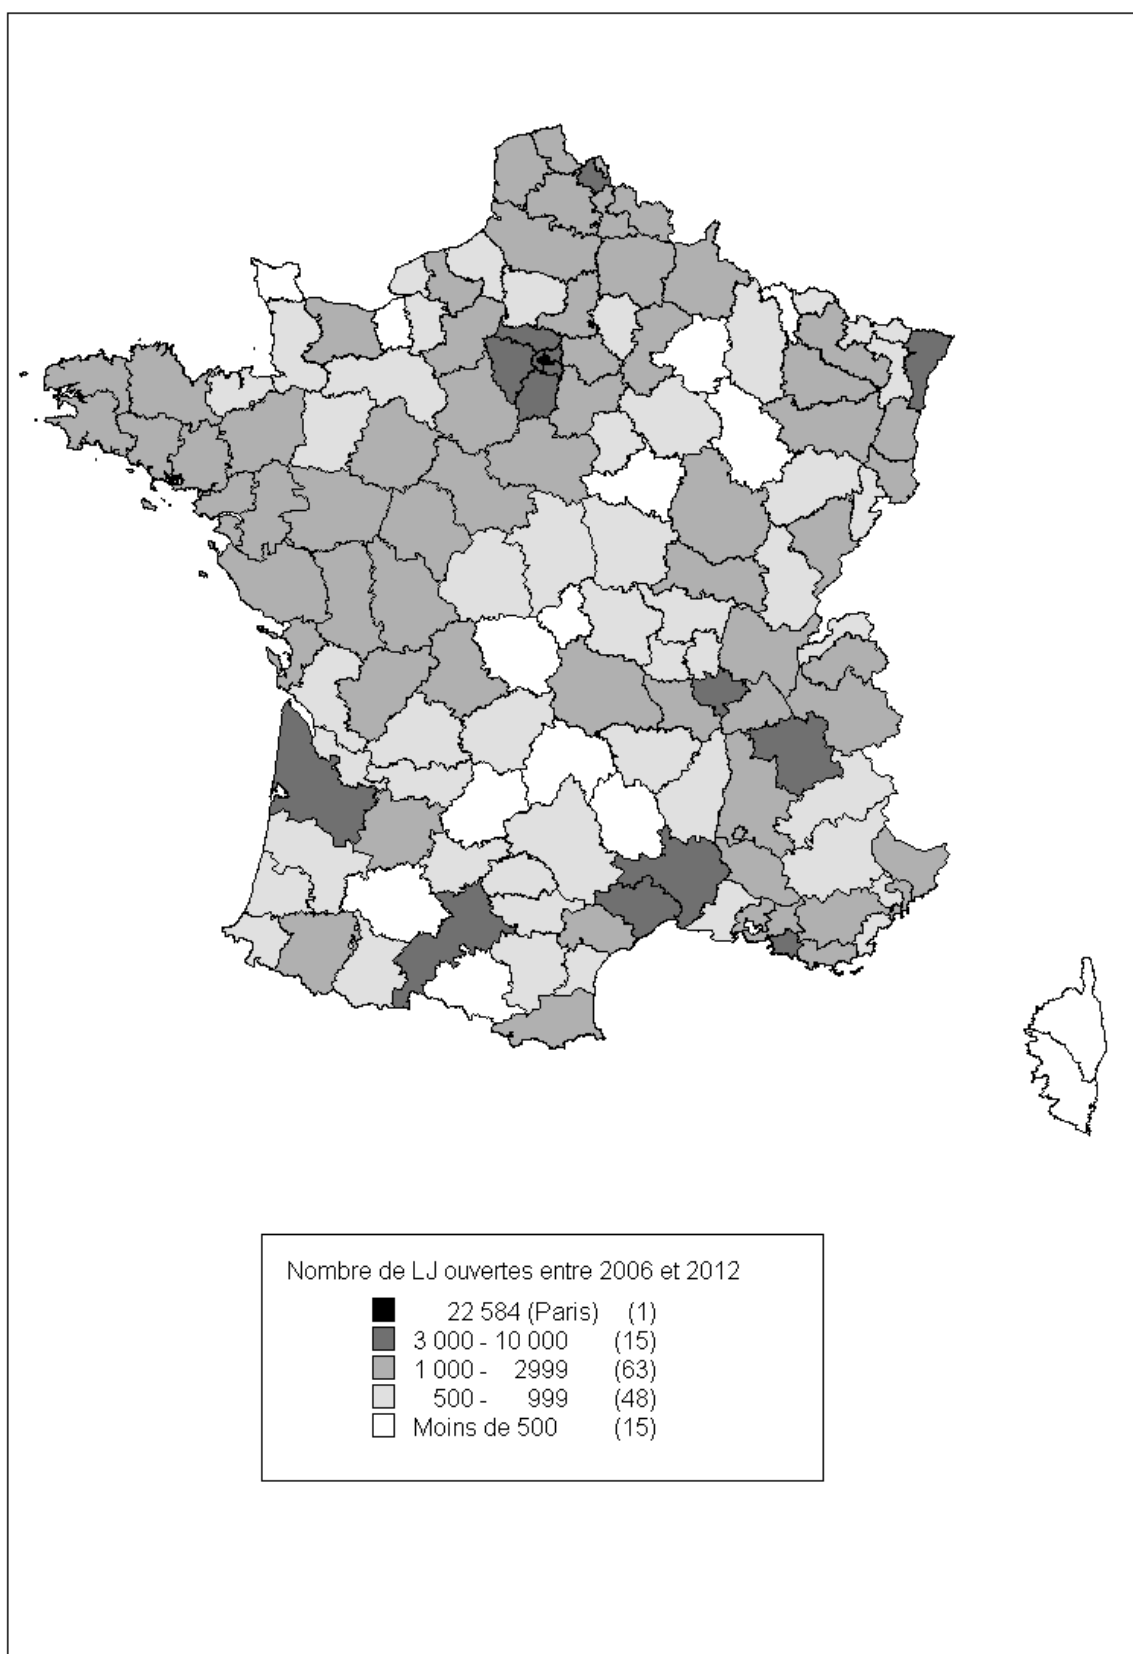 Nombre de LJ ouvertes entre 2006 et 2012
22 584 (Paris) (1)
3 000 - 10 000 (15)
1 000 - 2999 (63)
500 - 999 (48)
Moins de 500 (15)